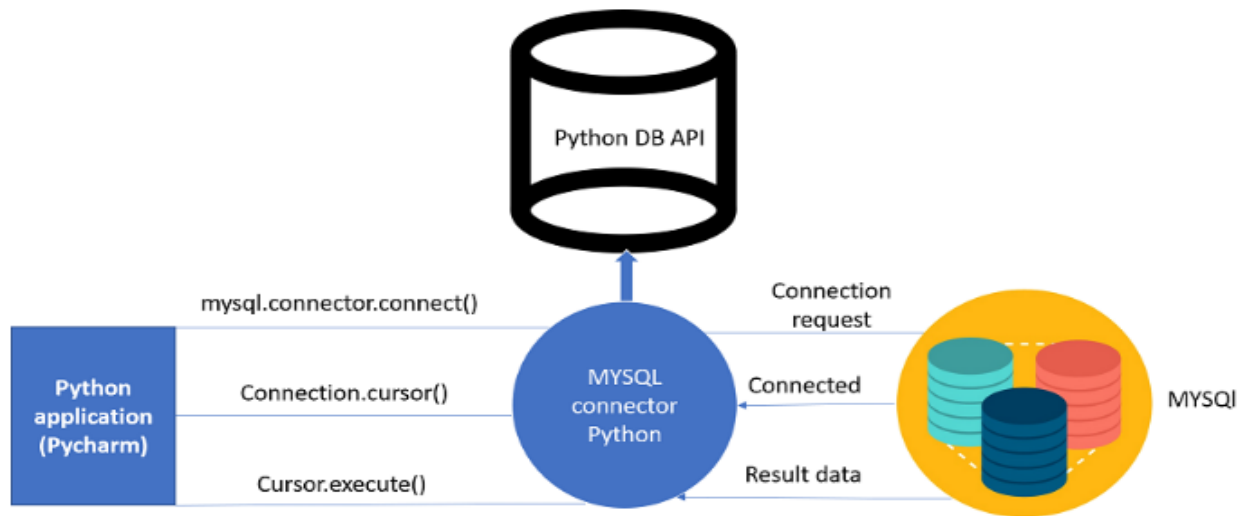 Python DB API
mysql.connector.connect()
Connection
request
Python
application
(Pycharm)
Connection.cursor()
MYSQL
connector
Python
Connected
MYSQl
Cursor.execute()
Result data